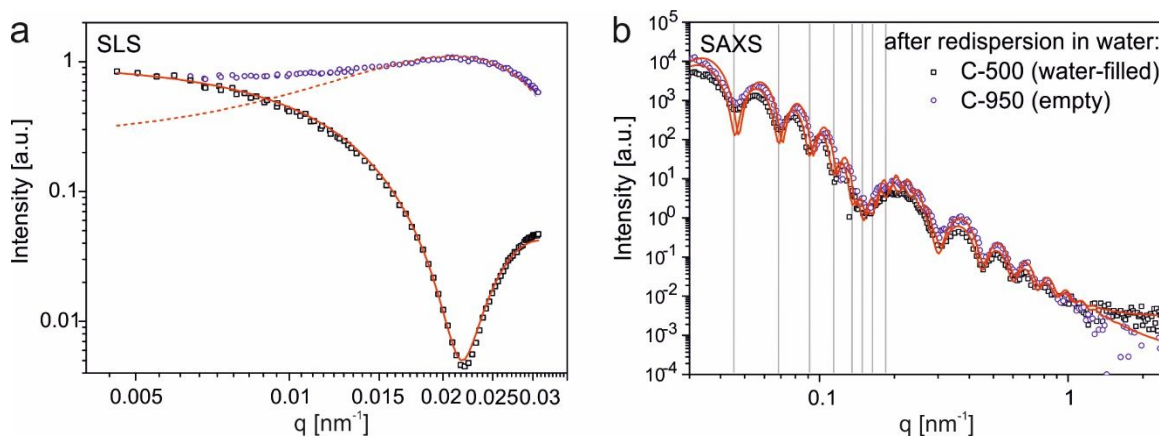 a
SLS
Intensity [a.u.]
1
0.1
0.01
0.005
0.01
0.02
0.025
0.03
q [nm⁻¹]
b
SAXS
after redispersion in water:
C-500 (water-filled)
C-950 (empty)
Intensity [a.u.]
10⁵
10⁴
10³
10²
10¹
10⁰
10⁻¹
10⁻²
10⁻³
10⁻⁴
0.1
1
q [nm⁻¹]